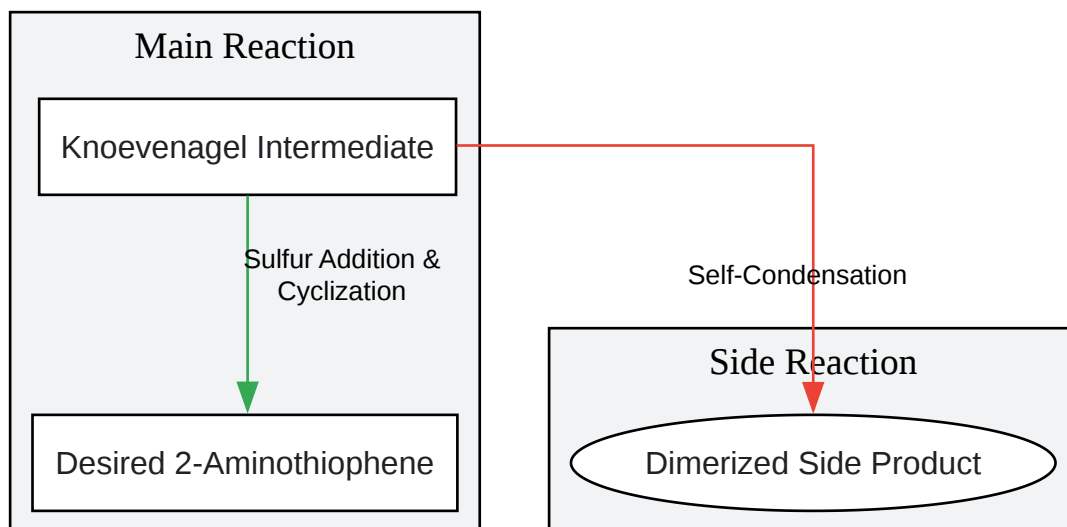 Main Reaction
Knoevenagel Intermediate
Sulfur Addition &
Cyclization
Desired 2-Aminothiophene
Self-Condensation
Side Reaction
Dimerized Side Product